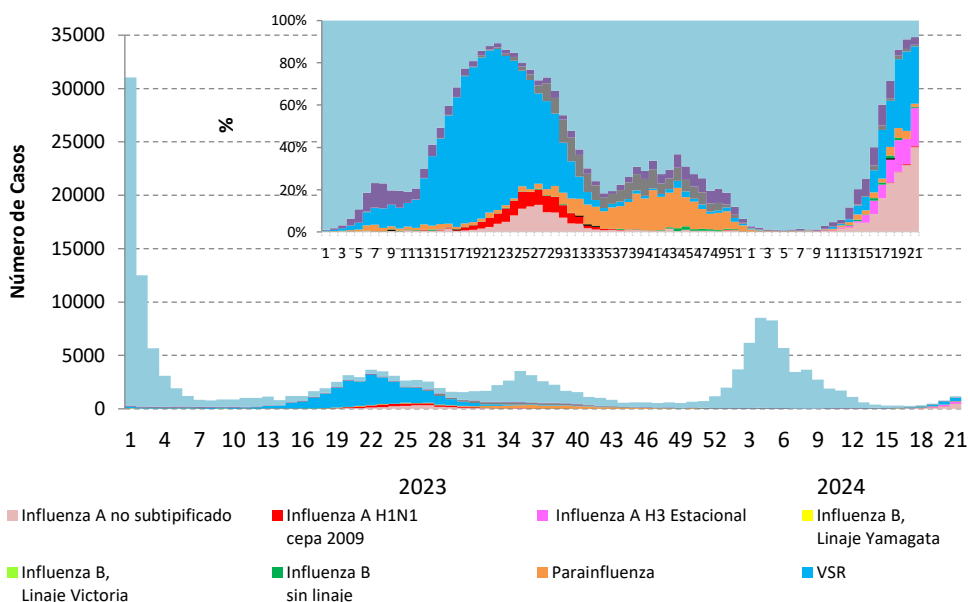 100%
80%
60%
40%
20%
0%
%
1 3 5 7 9 11 13 15 17 19 21 23 25 27 29 31 33 35 37 39 41 43 45 47 49 51 1 3 5 7 9 11 13 15 17 19 21
35000
30000
25000
20000
15000
10000
5000
0
Número de Casos
1 4 7 10 13 16 19 22 25 28 31 34 37 40 43 46 49 52 3 6 9 12 15 18 21
2023 2024
Influenza A no subtipificado
Influenza A H1N1
cepa 2009
Influenza A H3 Estacional
Influenza B,
Linaje Yamagata
Influenza B,
Linaje Victoria
Influenza B
sin linaje
Parainfluenza
VSR